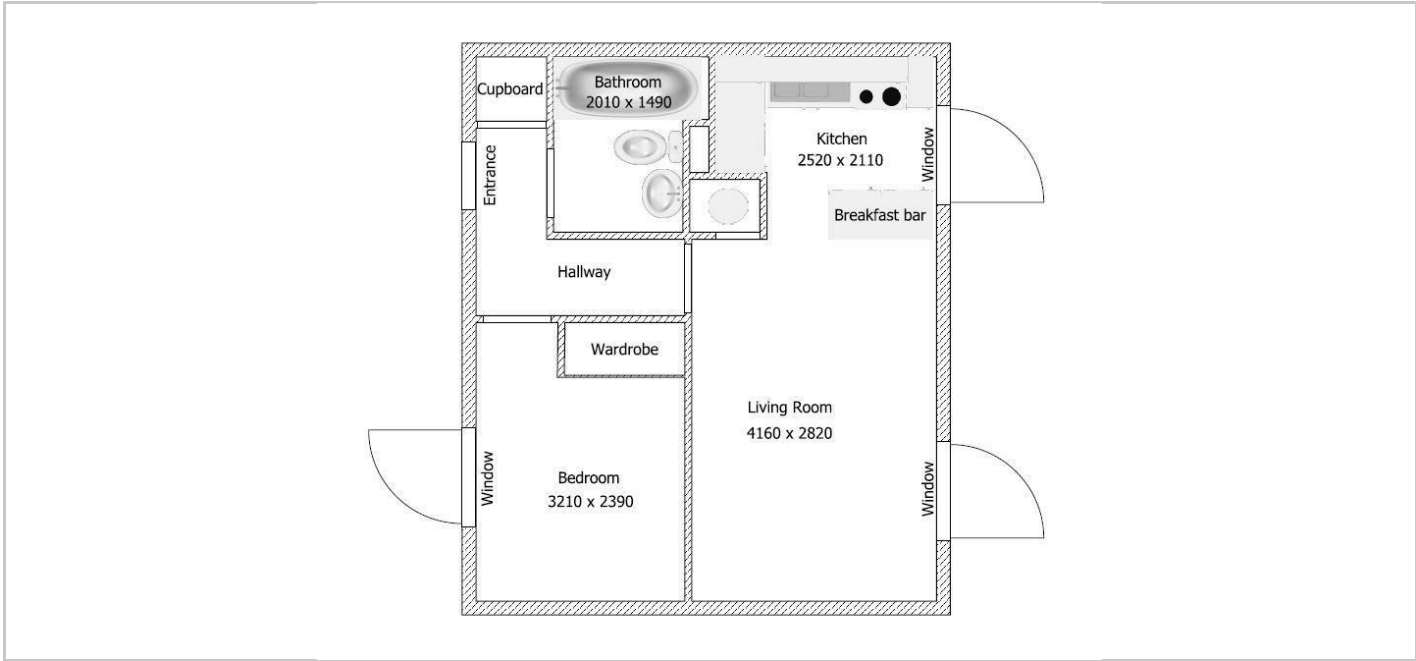 Cupboard
Bathroom
2010 x 1490
Kitchen
2520 x 2110
Window
Entrance
Breakfast bar
Hallway
Wardrobe
Living Room
4160 x 2820
Bedroom
3210 x 2390
Window
Window